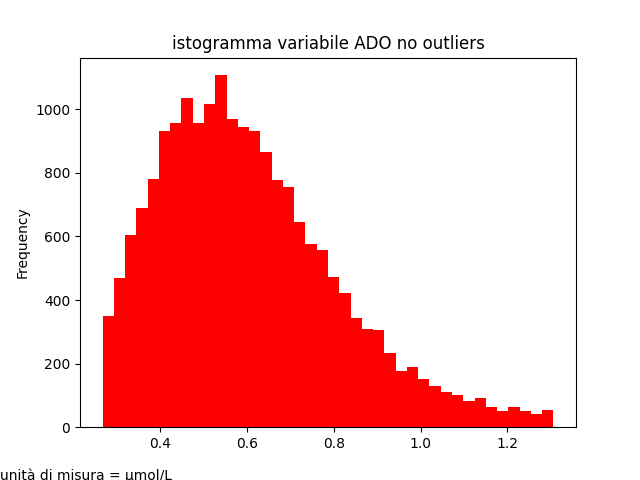 istogramma variabile ADO no outliers
1000
800
600
400
200
0
Frequency
0.4 0.6 0.8 1.0 1.2
unità di misura = μmol/L